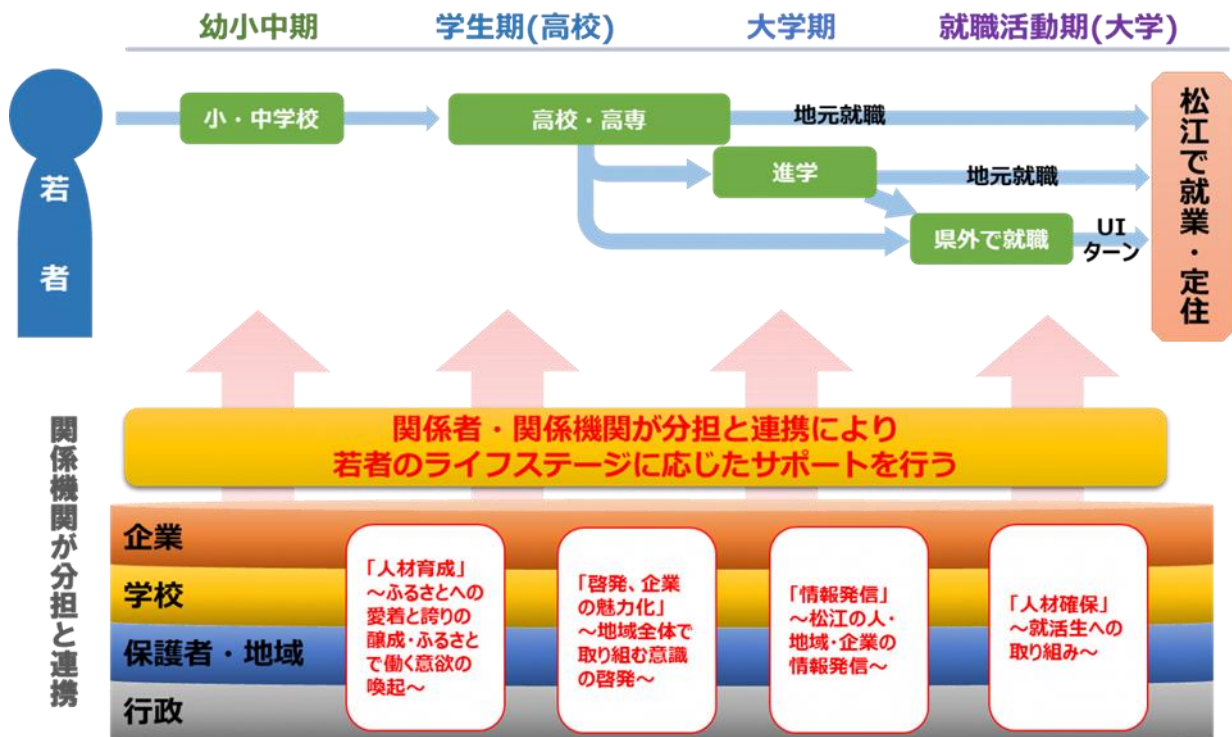 幼小中期
学生期(高校)
大学期
就職活動期(大学)
若者
小・中学校
高校・高専
地元就職
進学
地元就職
県外で就職
UI
ターン
松江で就業・定住
関係機関が分担と連携
関係者・関係機関が分担と連携により
若者のライフステージに応じたサポートを行う
企業
学校
保護者・地域
行政
「人材育成」
～ふるさとへの
愛着と誇りの
醸成・ふるさと
で働く意欲の
喚起～
「啓発、企業
の魅力化」
～地域全体で
取り組む意識
の啓発～
「情報発信」
～松江の人・
地域・企業の
情報発信～
「人材確保」
～就活生への
取り組み～